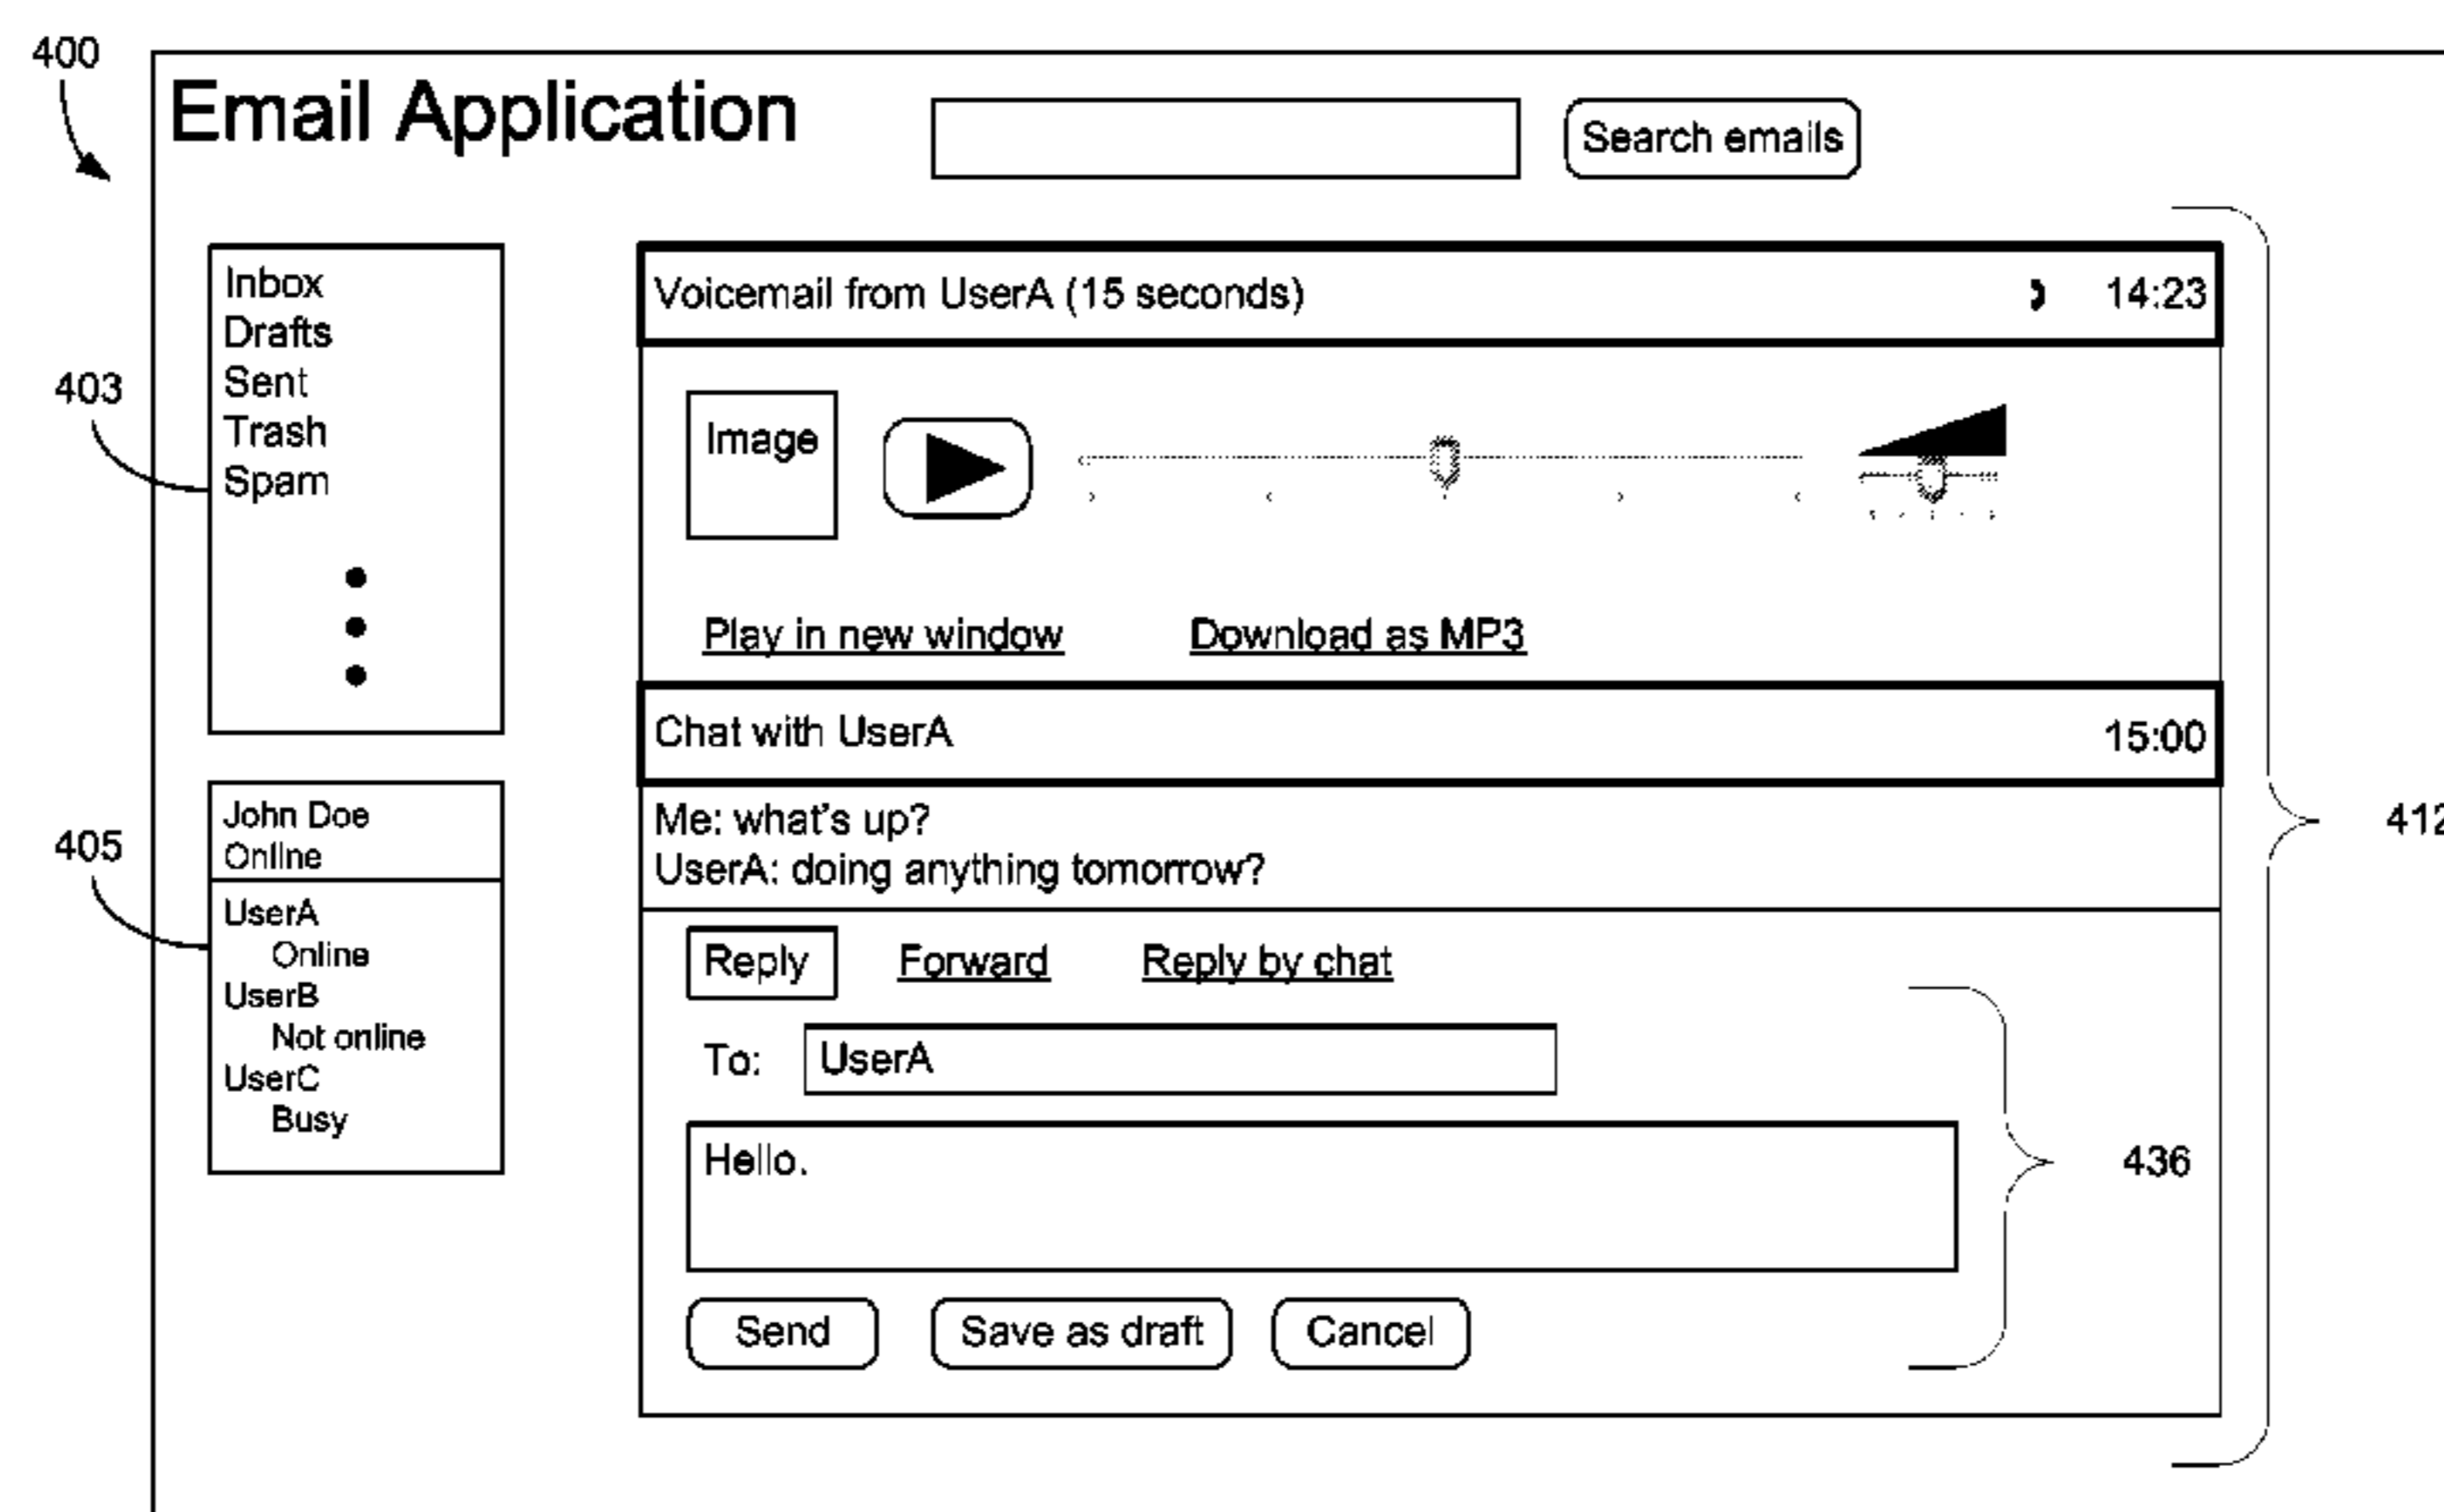 400
Email Application
Search emails
Inbox
Drafts
Sent
Trash
Spam
403
Voicemail from UserA (15 seconds) 14:23
Image
Play in new window Download as MP3
Chat with UserA 15:00
Me: what's up?
UserA: doing anything tomorrow?
412
John Doe
Online
405
UserA
Online
UserB
Not online
UserC
Busy
Reply Forward Reply by chat
To: UserA
Hello.
436
Send Save as draft Cancel